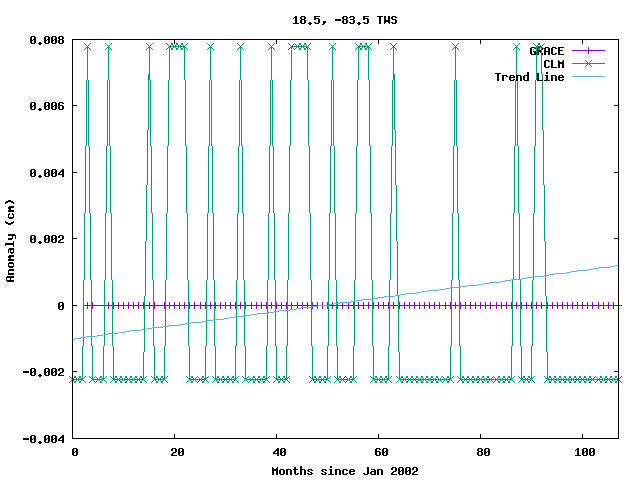 18.5, -83.5 TWS
0.008
0.006
0.004
0.002
0
-0.002
-0.004
Anomaly (cm)
GRACE
CLM
Trend Line
0 20 40 60 80 100
Months since Jan 2002